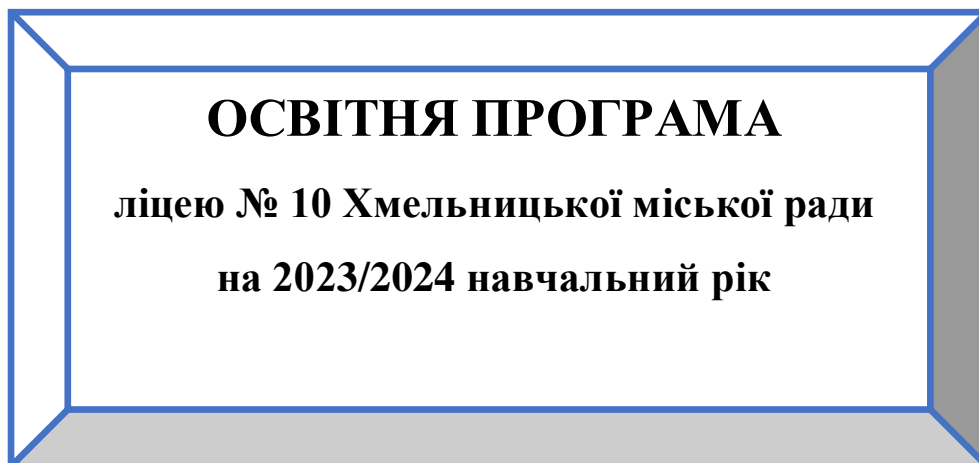 ОСВІТНЯ ПРОГРАМА
ліцею № 10 Хмельницької міської ради
на 2023/2024 навчальний рік